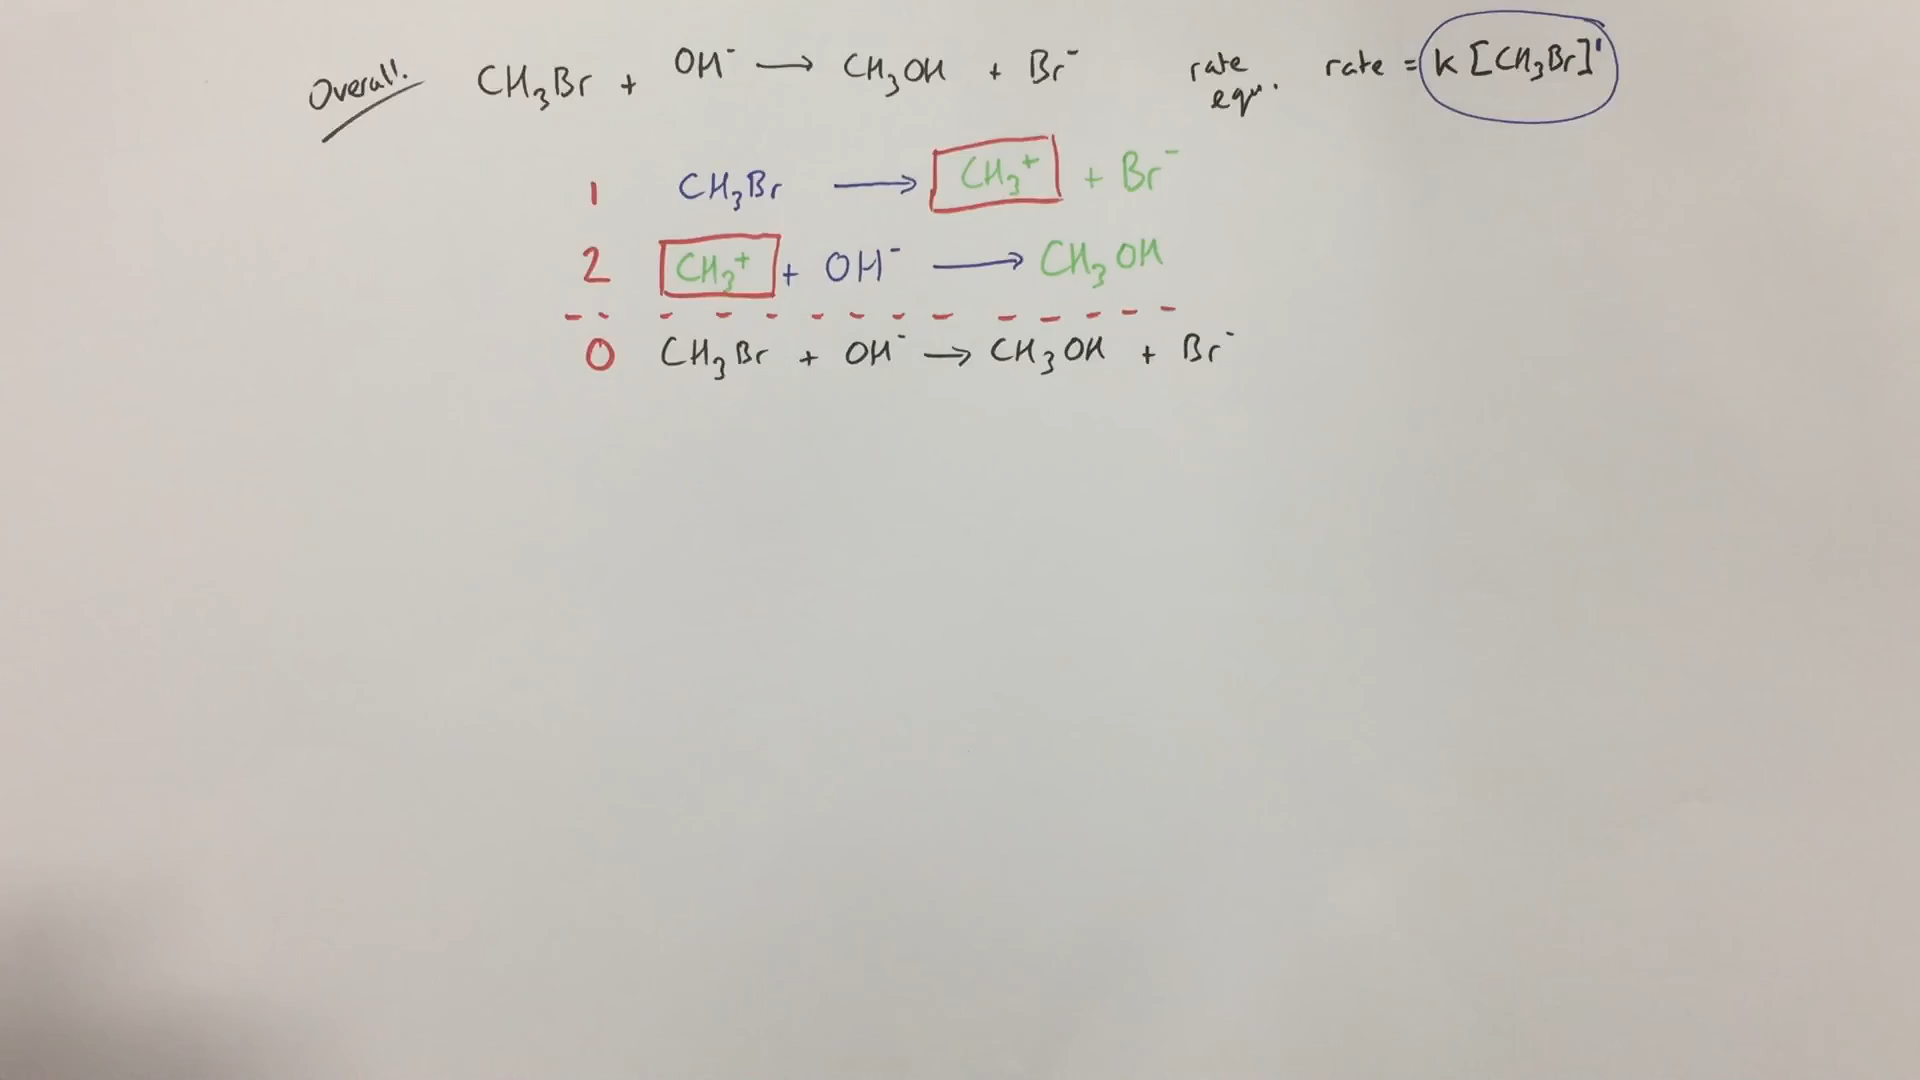 Overall: CH₃Br + OH⁻ → CH₃OH + Br⁻ rate eqⁿ. rate = k [CH₃Br]¹
1 CH₃Br → CH₃⁺ + Br⁻
2 CH₃⁺ + OH⁻ → CH₃OH
O CH₃Br + OH⁻ → CH₃OH + Br⁻